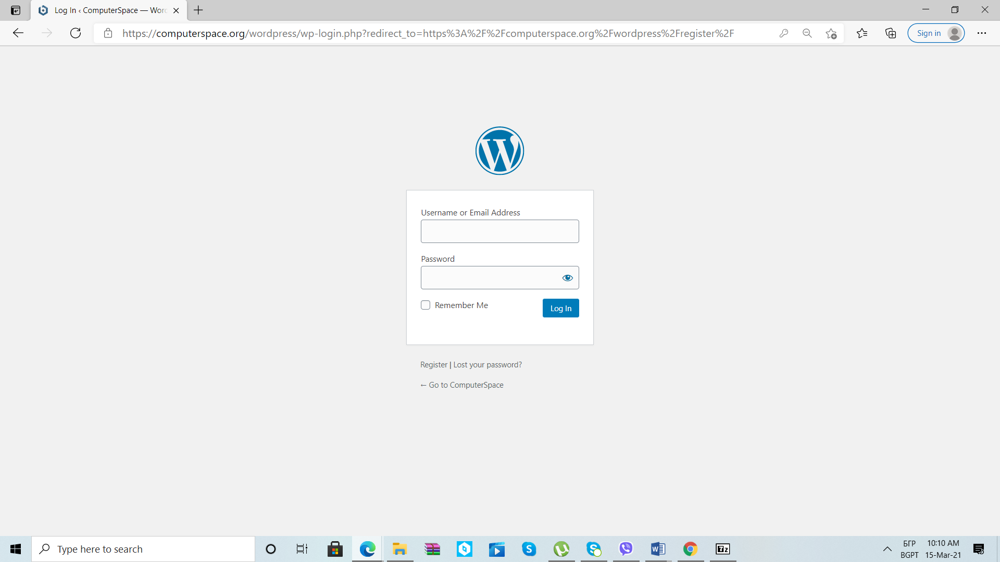 Log In ‹ ComputerSpace — Word
https://computerspace.org/wordpress/wp-login.php?redirect_to=https%3A%2F%2Fcomputerspace.org%2Fwordpress%2Fregister%2F
Sign in
Username or Email Address
Password
Remember Me
Log In
Register | Lost your password?
← Go to ComputerSpace
Type here to search
БГР
BGPT
10:10 AM
15-Mar-21